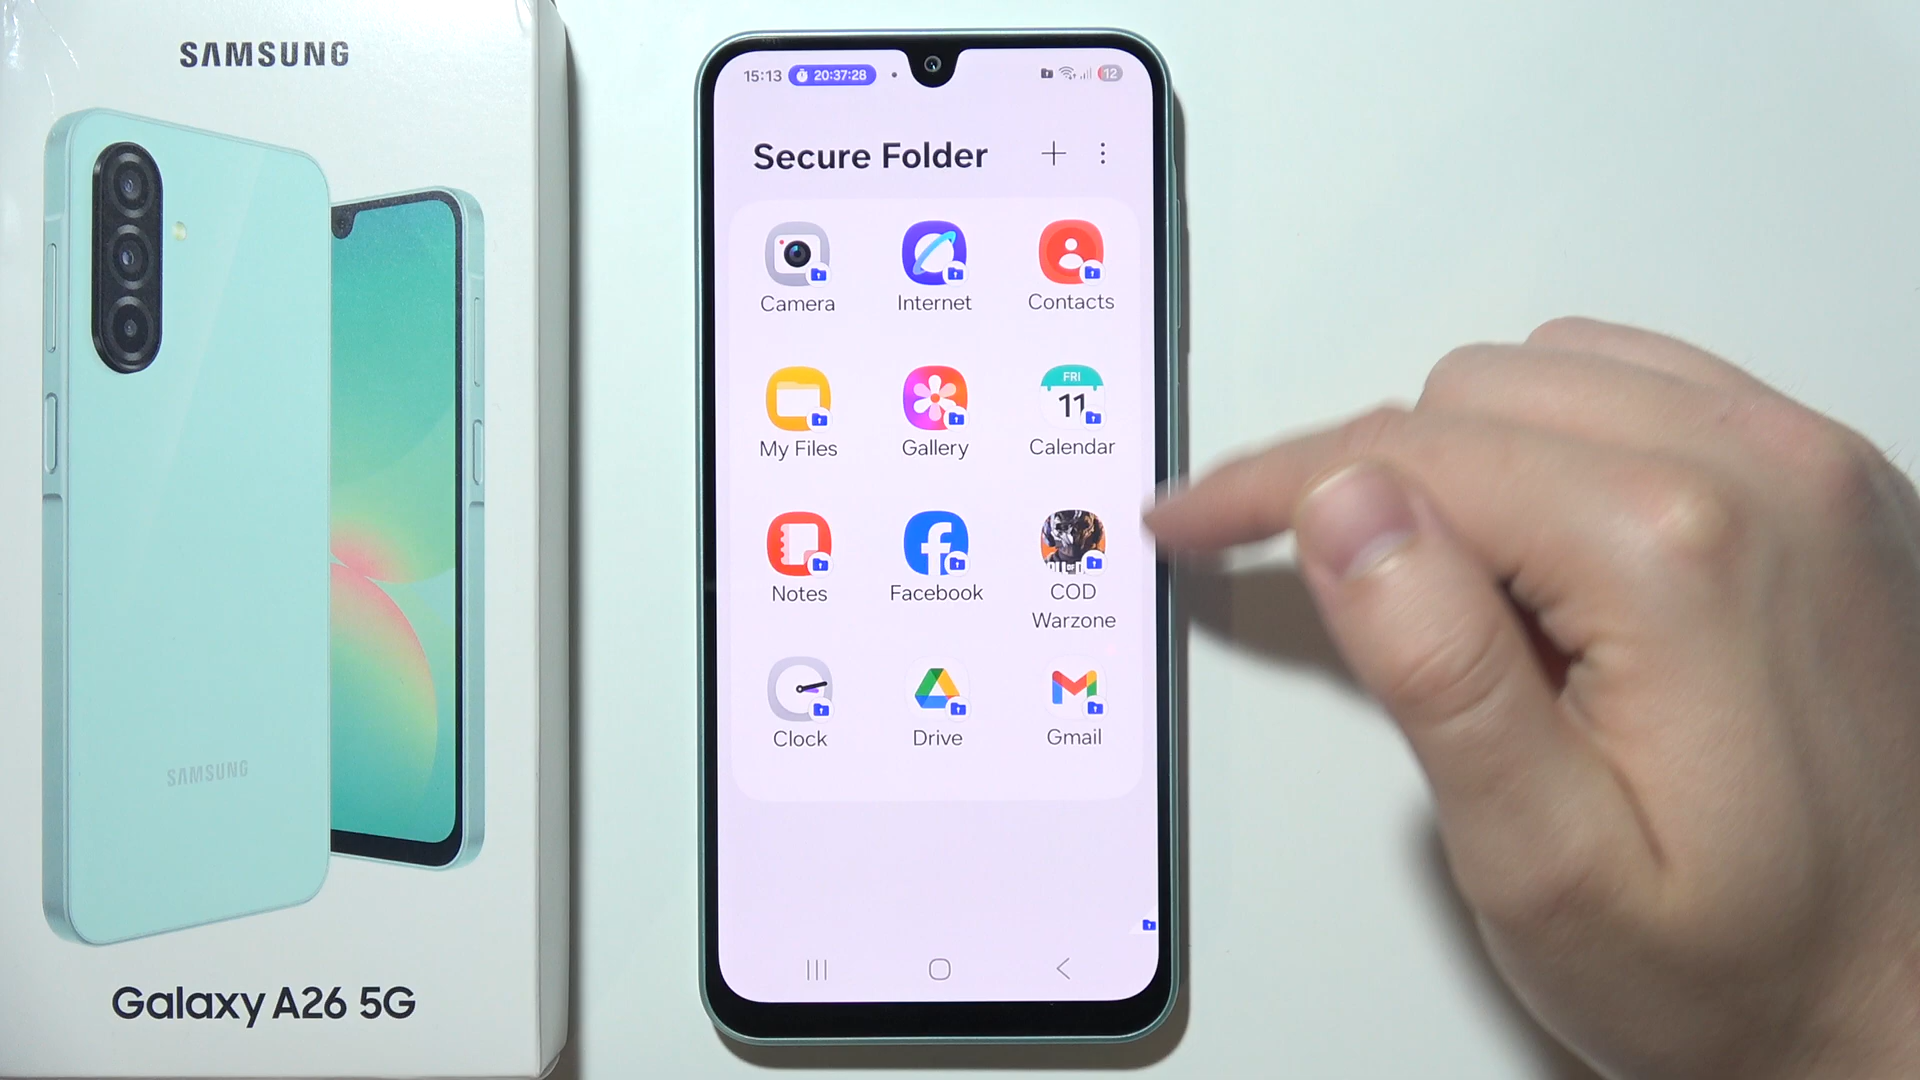 SAMSUNG
SAMSUNG
Galaxy A26 5G
15:13 20:37:28 12
Secure Folder
Camera Internet Contacts
FRI
11
My Files Gallery Calendar
Notes Facebook COD
Warzone
Clock Drive Gmail